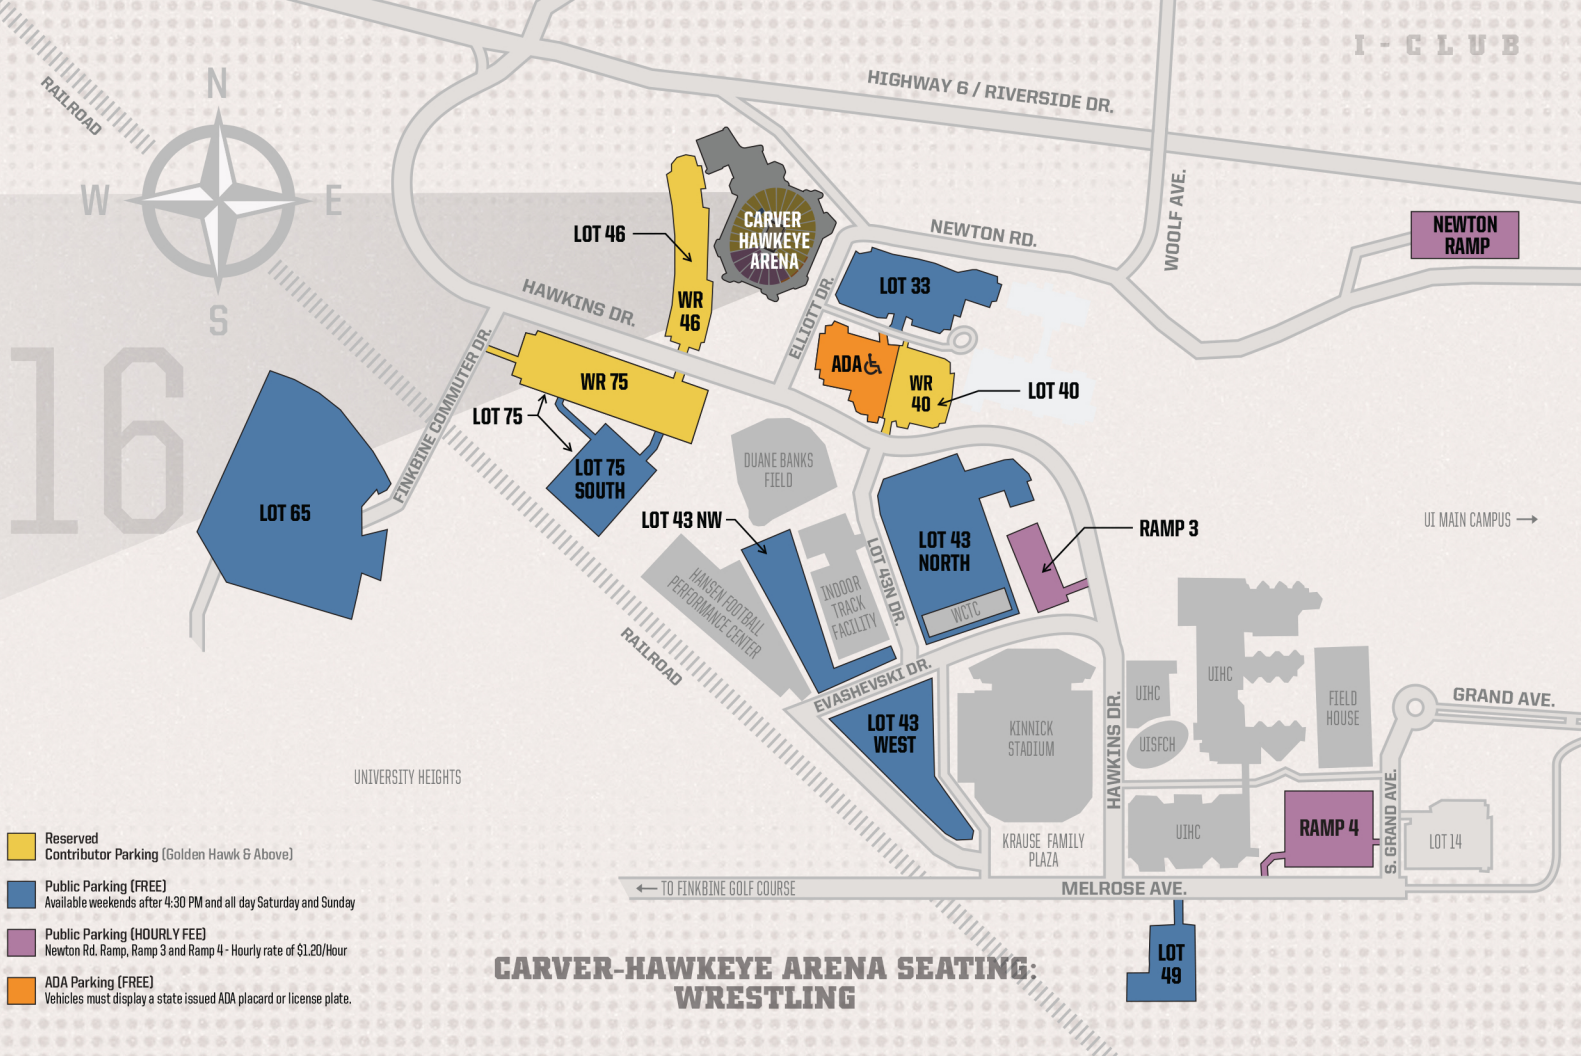 I-CLUB
HIGHWAY 6 / RIVERSIDE DR.
RAILROAD
N
W
E
S
16
LOT 46
WR
46
CARVER
HAWKEYE
ARENA
NEWTON RD.
WOOLF AVE.
NEWTON
RAMP
HAWKINS DR.
ELLIOTT DR.
LOT 33
ADA
WR
40
LOT 40
FINKBINE COMMUTER DR.
WR 75
LOT 75
LOT 75
SOUTH
LOT 65
DUANE BANKS
FIELD
LOT 43 NW
LOT 43N DR.
LOT 43
NORTH
WCTC
RAMP 3
UI MAIN CAMPUS
HANSEN FOOTBALL
PERFORMANCE CENTER
INDOOR
TRACK
FACILITY
RAILROAD
EVASHEVSKI DR.
LOT 43
WEST
KINNICK
STADIUM
HAWKINS DR.
UIHC
UIHC
UISFCH
FIELD
HOUSE
GRAND AVE.
S. GRAND AVE.
UNIVERSITY HEIGHTS
KRAUSE FAMILY
PLAZA
UIHC
RAMP 4
LOT 14
TO FINKBINE GOLF COURSE
MELROSE AVE.
LOT
49
Reserved
Contributor Parking (Golden Hawk & Above)
Public Parking (FREE)
Available weekends after 4:30 PM and all day Saturday and Sunday
Public Parking (HOURLY FEE)
Newton Rd. Ramp, Ramp 3 and Ramp 4 - Hourly rate of $1.20/Hour
ADA Parking (FREE)
Vehicles must display a state issued ADA placard or license plate.
CARVER-HAWKEYE ARENA SEATING:
WRESTLING